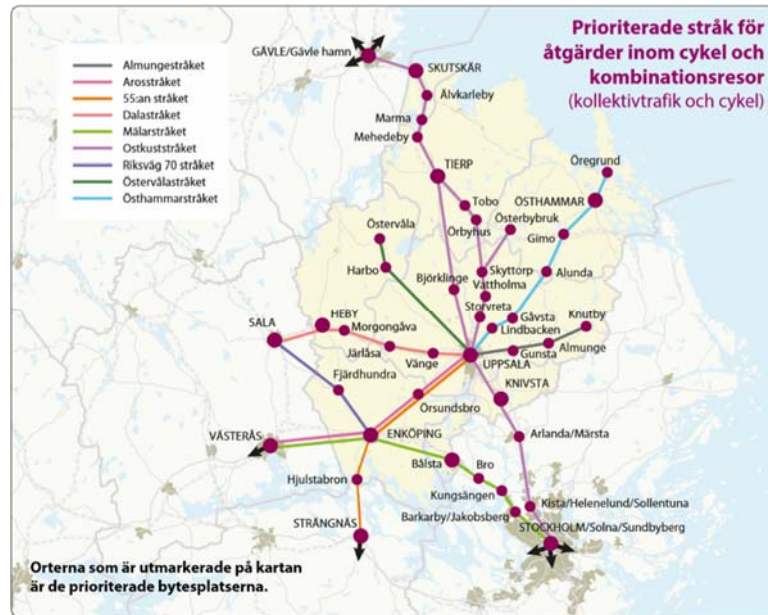 Prioriterade stråk för
åtgärder inom cykel och
kombinationsresor
(kollektivtrafik och cykel)
Almungestråket
Arosstråket
55:an stråket
Dalastråket
Mälarstråket
Ostkuststråket
Riksväg 70 stråket
Östervålastråket
Östhammarstråket
GÄVLE/Gävle hamn
SKUTSKÄR
Älvkarleby
Marma
Mehedeby
TIERP
Öregrund
Tobo
ÖSTHAMMAR
Österbybruk
Örbyhus
Östervåla
Gimo
Harbo
Björklinge
Skyttorp
Alunda
Vattholma
Storvreta
Gåvsta
Knutby
HEBY
SALA
Morgongåva
Lindbacken
Järlåsa
Vänge
Gunsta
Almunge
UPPSALA
Fjärdhundra
KNIVSTA
Örsundsbro
VÄSTERÅS
ENKÖPING
Arlanda/Märsta
Bålsta
Bro
Hjulstabron
Kungsängen
Kista/Helenelund/Sollentuna
Barkarby/Jakobsberg
STRÄNGNÄS
STOCKHOLM/Solna/Sundbyberg
Orterna som är utmarkerade på kartan
är de prioriterade bytesplatserna.